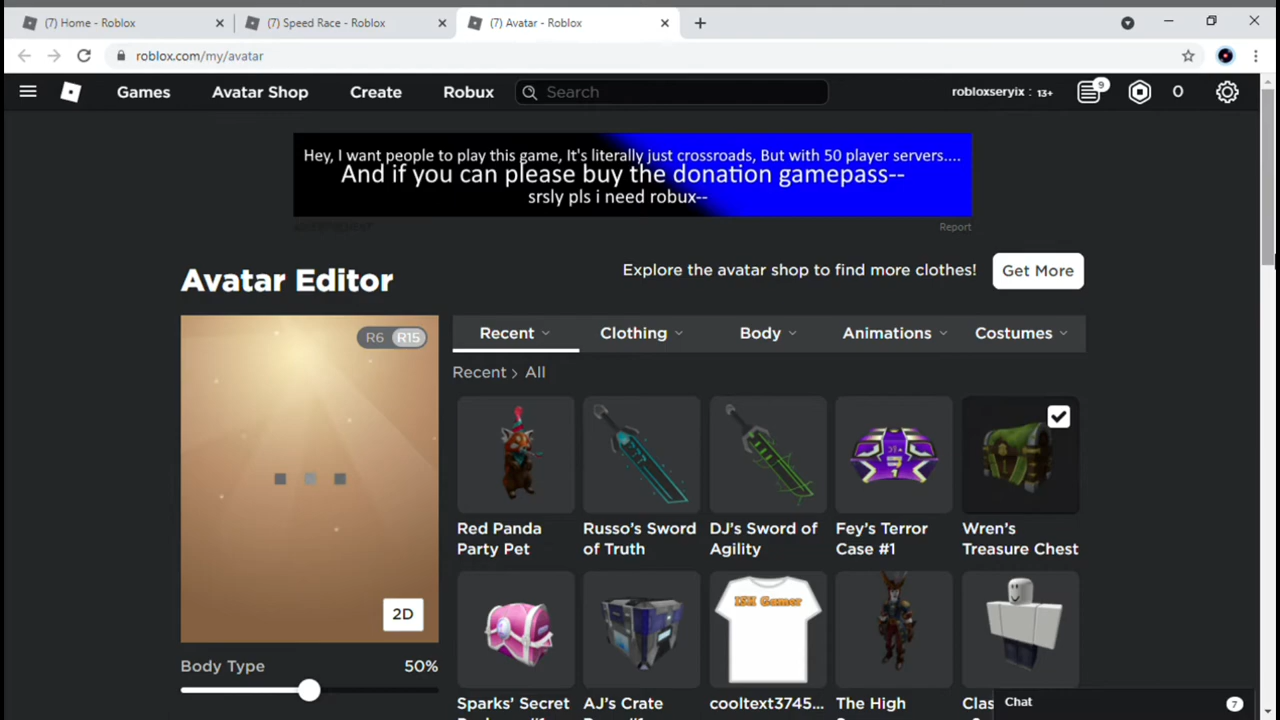 (7) Home - Roblox
(7) Speed Race - Roblox
(7) Avatar - Roblox
roblox.com/my/avatar
Games
Avatar Shop
Create
Robux
Search
robloxseryix : 13+
9
0
Hey, I want people to play this game, It's literally just crossroads, But with 50 player servers....
And if you can please buy the donation gamepass--
srsly pls i need robux--
ADVERTISEMENT
Report
Avatar Editor
Explore the avatar shop to find more clothes!
Get More
R6 R15
2D
Body Type 50%
Recent
Clothing
Body
Animations
Costumes
Recent > All
Red Panda
Party Pet
Russo's Sword
of Truth
DJ's Sword of
Agility
Fey's Terror
Case #1
Wren's
Treasure Chest
ISH Gamer
Sparks' Secret
AJ's Crate
cooltext3745...
The High
Clas
Chat
7